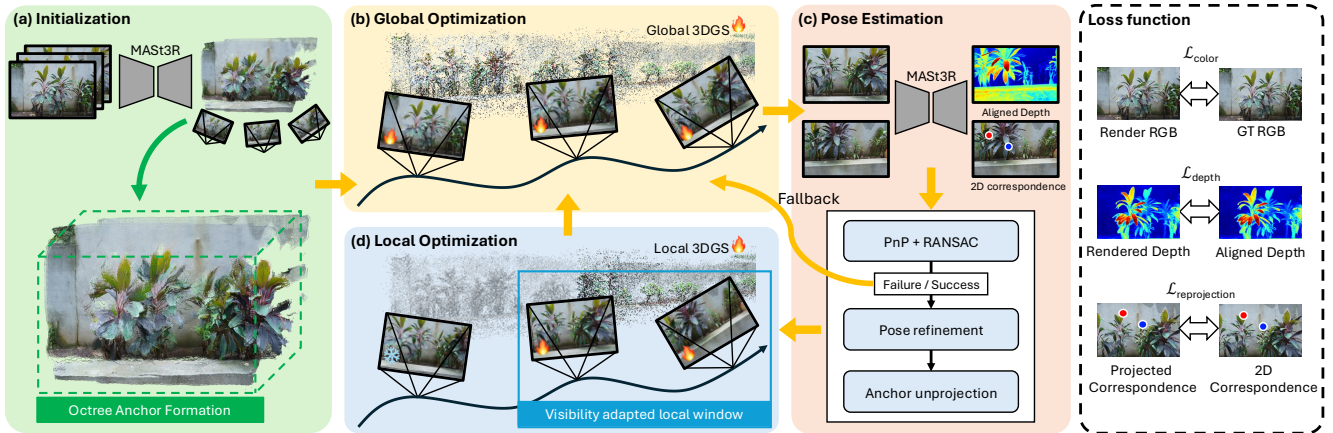 (a) Initialization
MASt3R
Octree Anchor Formation
(b) Global Optimization
Global 3DGS
(d) Local Optimization
Local 3DGS
Visibility adapted local window
(c) Pose Estimation
MASt3R
Aligned Depth
2D correspondence
Fallback
PnP + RANSAC
Failure / Success
Pose refinement
Anchor unprojection
Loss function
ℒcolor
Render RGB
GT RGB
ℒdepth
Rendered Depth
Aligned Depth
ℒreprojection
Projected
Correspondence
2D
Correspondence